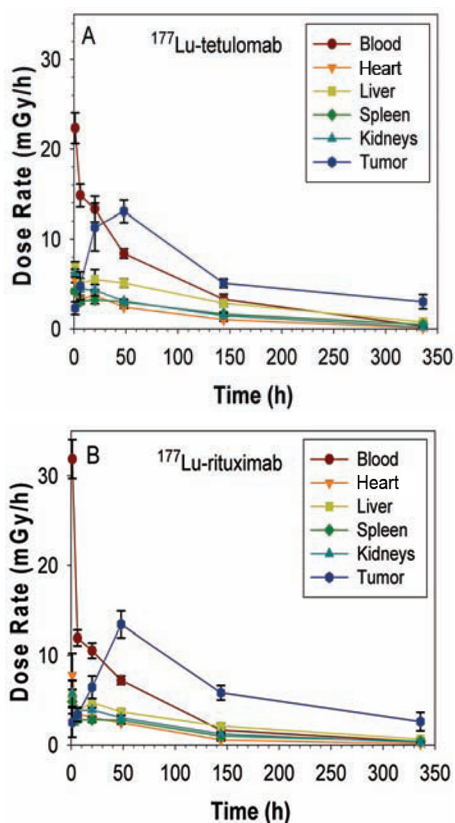 A
177Lu-tetulomab
Blood
Heart
Liver
Spleen
Kidneys
Tumor
30
20
10
0
Dose Rate (mGy/h)
0 50 100 150 200 250 300 350
Time (h)
B
177Lu-rituximab
Blood
Heart
Liver
Spleen
Kidneys
Tumor
30
20
10
0
Dose Rate (mGy/h)
0 50 100 150 200 250 300 350
Time (h)